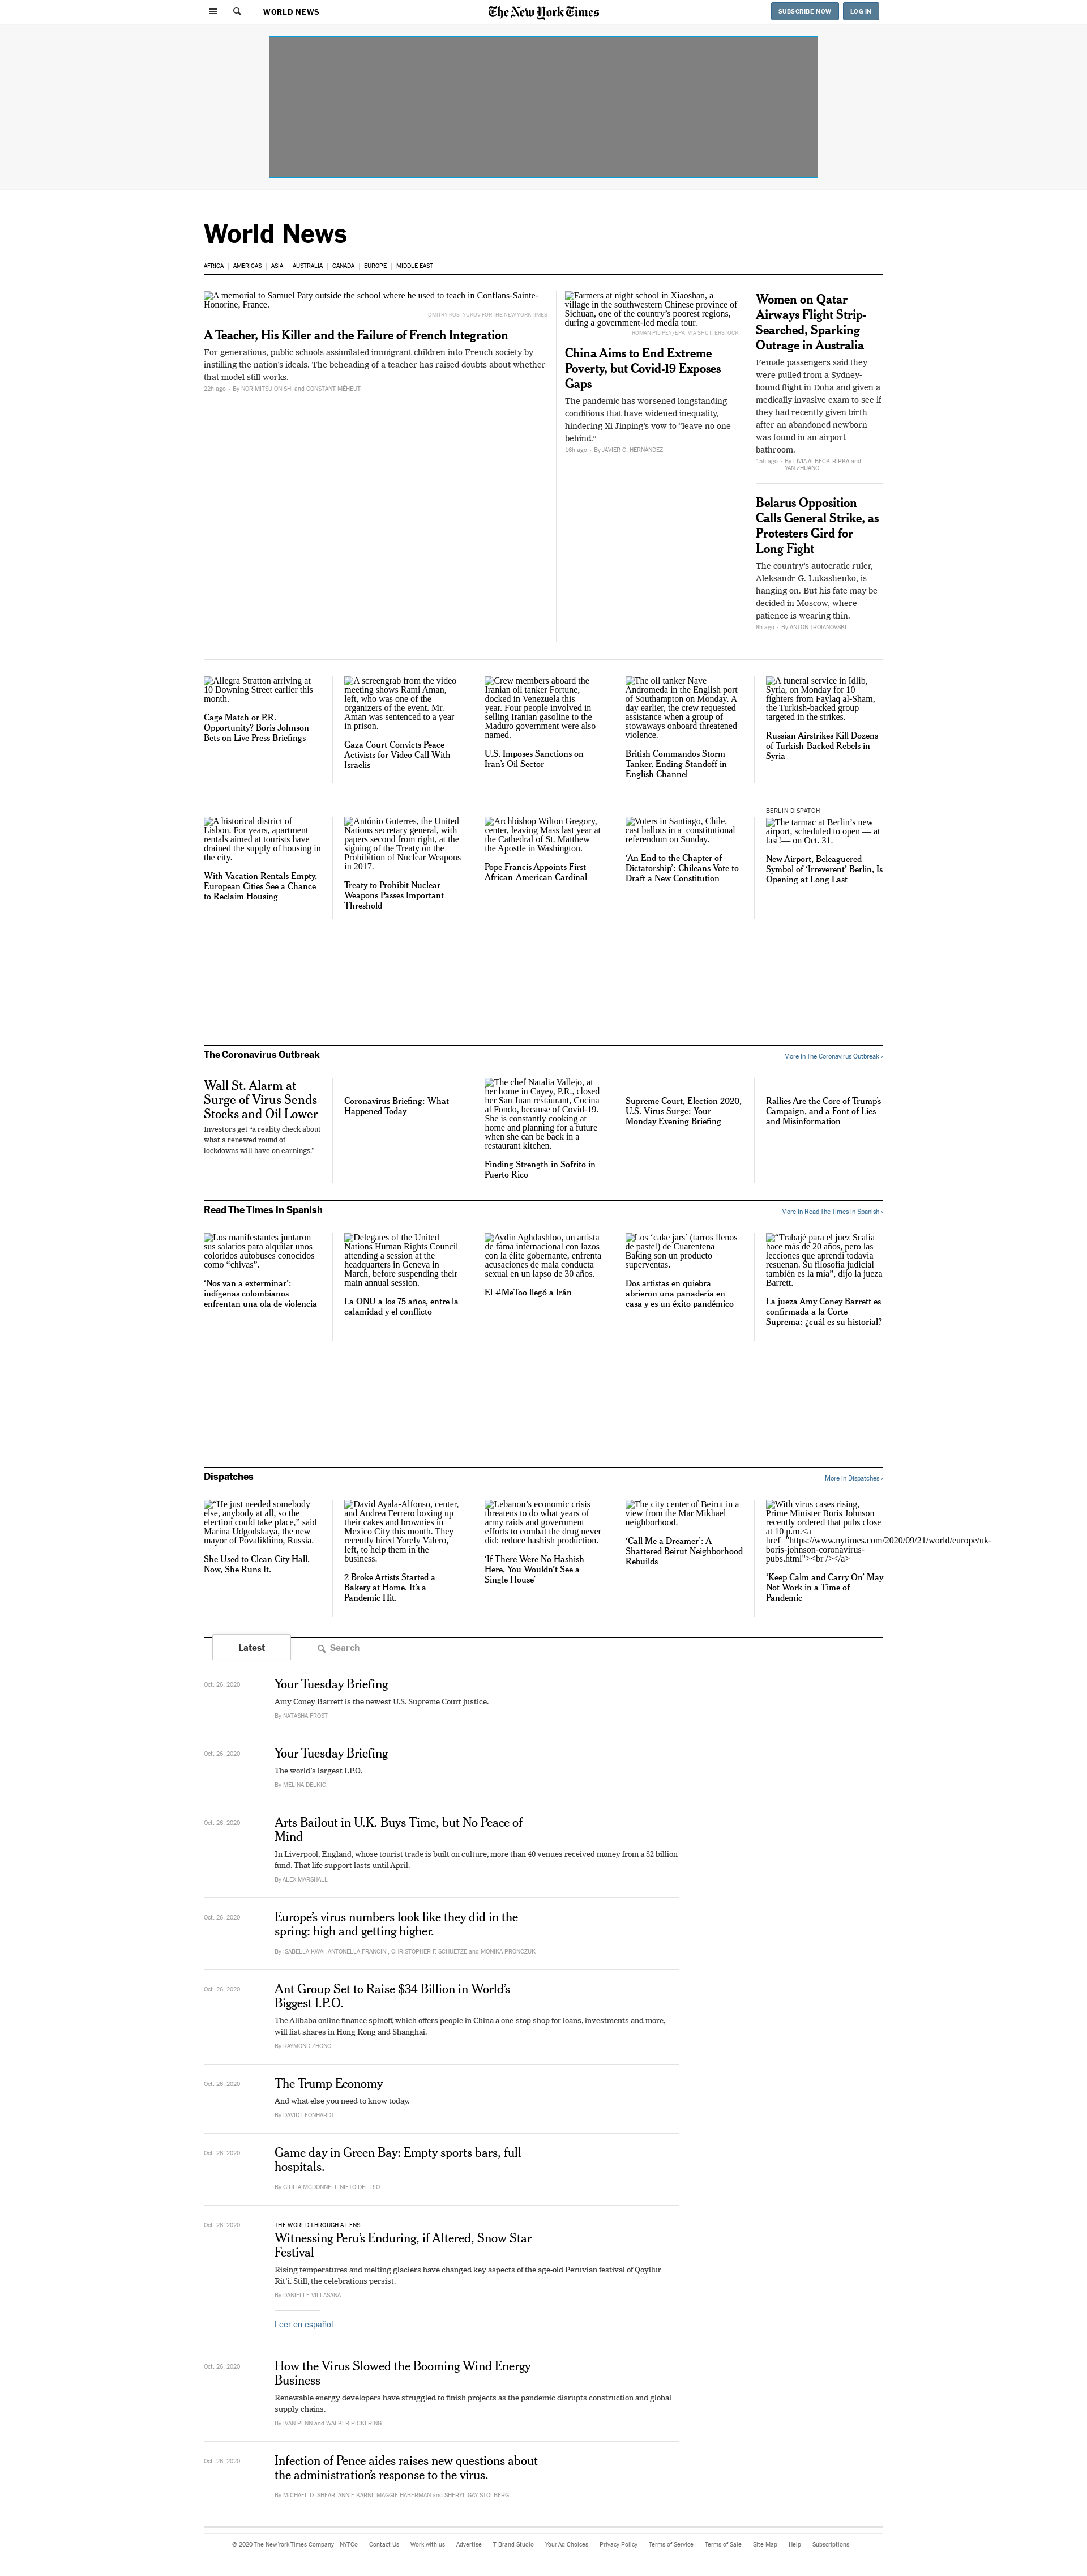 WORLD NEWS
The New York Times
SUBSCRIBE NOW
LOG IN
World News
AFRICA
AMERICAS
ASIA
AUSTRALIA
CANADA
EUROPE
MIDDLE EAST
A memorial to Samuel Paty outside the school where he used to teach in Conflans-Sainte-
Honorine, France.
DMITRY KOSTYUKOV FOR THE NEW YORK TIMES
A Teacher, His Killer and the Failure of French Integration
For generations, public schools assimilated immigrant children into French society by
instilling the nation's ideals. The beheading of a teacher has raised doubts about whether
that model still works.
22h ago - By NORIMITSU ONISHI and CONSTANT MÉHEUT
Farmers at night school in Xiaoshan, a
village in the southwestern Chinese province of
Sichuan, one of the country's poorest regions,
during a government-led media tour.
ROMAN PILIPEY/EPA, VIA SHUTTERSTOCK
China Aims to End Extreme
Poverty, but Covid-19 Exposes
Gaps
The pandemic has worsened longstanding
conditions that have widened inequality,
hindering Xi Jinping's vow to “leave no one
behind.”
16h ago - By JAVIER C. HERNÁNDEZ
Women on Qatar
Airways Flight Strip-
Searched, Sparking
Outrage in Australia
Female passengers said they
were pulled from a Sydney-
bound flight in Doha and given a
medically invasive exam to see if
they had recently given birth
after an abandoned newborn
was found in an airport
bathroom.
15h ago - By LIVIA ALBECK-RIPKA and
YAN ZHUANG
Belarus Opposition
Calls General Strike, as
Protesters Gird for
Long Fight
The country's autocratic ruler,
Aleksandr G. Lukashenko, is
hanging on. But his fate may be
decided in Moscow, where
patience is wearing thin.
8h ago - By ANTON TROIANOVSKI
Allegra Stratton arriving at
10 Downing Street earlier this
month.
Cage Match or P.R.
Opportunity? Boris Johnson
Bets on Live Press Briefings
A screengrab from the video
meeting shows Rami Aman,
left, who was one of the
organizers of the event. Mr.
Aman was sentenced to a year
in prison.
Gaza Court Convicts Peace
Activists for Video Call With
Israelis
Crew members aboard the
Iranian oil tanker Fortune,
docked in Venezuela this
year. Four people involved in
selling Iranian gasoline to the
Maduro government were also
named.
U.S. Imposes Sanctions on
Iran's Oil Sector
The oil tanker Nave
Andromeda in the English port
of Southampton on Monday. A
day earlier, the crew requested
assistance when a group of
stowaways onboard threatened
violence.
British Commandos Storm
Tanker, Ending Standoff in
English Channel
A funeral service in Idlib,
Syria, on Monday for 10
fighters from Faylaq al-Sham,
the Turkish-backed group
targeted in the strikes.
Russian Airstrikes Kill Dozens
of Turkish-Backed Rebels in
Syria
A historical district of
Lisbon. For years, apartment
rentals aimed at tourists have
drained the supply of housing in
the city.
With Vacation Rentals Empty,
European Cities See a Chance
to Reclaim Housing
António Guterres, the United
Nations secretary general, with
papers second from right, at the
signing of the Treaty on the
Prohibition of Nuclear Weapons
in 2017.
Treaty to Prohibit Nuclear
Weapons Passes Important
Threshold
Archbishop Wilton Gregory,
center, leaving Mass last year at
the Cathedral of St. Matthew
the Apostle in Washington.
Pope Francis Appoints First
African-American Cardinal
Voters in Santiago, Chile,
cast ballots in a constitutional
referendum on Sunday.
‘An End to the Chapter of
Dictatorship’: Chileans Vote to
Draft a New Constitution
BERLIN DISPATCH
The tarmac at Berlin's new
airport, scheduled to open — at
last!— on Oct. 31.
New Airport, Beleaguered
Symbol of ‘Irreverent’ Berlin, Is
Opening at Long Last
The Coronavirus Outbreak
More in The Coronavirus Outbreak ›
Wall St. Alarm at
Surge of Virus Sends
Stocks and Oil Lower
Investors get “a reality check about
what a renewed round of
lockdowns will have on earnings.”
Coronavirus Briefing: What
Happened Today
The chef Natalia Vallejo, at
her home in Cayey, P.R., closed
her San Juan restaurant, Cocina
al Fondo, because of Covid-19.
She is constantly cooking at
home and planning for a future
when she can be back in a
restaurant kitchen.
Finding Strength in Sofrito in
Puerto Rico
Supreme Court, Election 2020,
U.S. Virus Surge: Your
Monday Evening Briefing
Rallies Are the Core of Trump's
Campaign, and a Font of Lies
and Misinformation
Read The Times in Spanish
More in Read The Times in Spanish ›
Los manifestantes juntaron
sus salarios para alquilar unos
coloridos autobuses conocidos
como “chivas”.
‘Nos van a exterminar’:
indígenas colombianos
enfrentan una ola de violencia
Delegates of the United
Nations Human Rights Council
attending a session at the
headquarters in Geneva in
March, before suspending their
main annual session.
La ONU a los 75 años, entre la
calamidad y el conflicto
Aydin Aghdashloo, un artista
de fama internacional con lazos
con la élite gobernante, enfrenta
acusaciones de mala conducta
sexual en un lapso de 30 años.
El #MeToo llegó a Irán
Los ‘cake jars’ (tarros llenos
de pastel) de Cuarentena
Baking son un producto
superventas.
Dos artistas en quiebra
abrieron una panadería en
casa y es un éxito pandémico
“Trabajé para el juez Scalia
hace más de 20 años, pero las
lecciones que aprendí todavía
resuenan. Su filosofía judicial
también es la mía”, dijo la jueza
Barrett.
La jueza Amy Coney Barrett es
confirmada a la Corte
Suprema: ¿cuál es su historial?
Dispatches
More in Dispatches ›
“He just needed somebody
else, anybody at all, so the
election could take place,” said
Marina Udgodskaya, the new
mayor of Povalikhino, Russia.
She Used to Clean City Hall.
Now, She Runs It.
David Ayala-Alfonso, center,
and Andrea Ferrero boxing up
their cakes and brownies in
Mexico City this month. They
recently hired Yorely Valero,
left, to help them in the
business.
2 Broke Artists Started a
Bakery at Home. It's a
Pandemic Hit.
Lebanon's economic crisis
threatens to do what years of
army raids and government
efforts to combat the drug never
did: reduce hashish production.
‘If There Were No Hashish
Here, You Wouldn't See a
Single House’
The city center of Beirut in a
view from the Mar Mikhael
neighborhood.
‘Call Me a Dreamer’: A
Shattered Beirut Neighborhood
Rebuilds
With virus cases rising,
Prime Minister Boris Johnson
recently ordered that pubs close
at 10 p.m.<a
href="https://www.nytimes.com/2020/09/21/world/europe/uk-
boris-johnson-coronavirus-
pubs.html"><br /></a>
‘Keep Calm and Carry On’ May
Not Work in a Time of
Pandemic
Latest
Search
Oct. 26, 2020
Your Tuesday Briefing
Amy Coney Barrett is the newest U.S. Supreme Court justice.
By NATASHA FROST
Oct. 26, 2020
Your Tuesday Briefing
The world's largest I.P.O.
By MELINA DELKIC
Oct. 26, 2020
Arts Bailout in U.K. Buys Time, but No Peace of
Mind
In Liverpool, England, whose tourist trade is built on culture, more than 40 venues received money from a $2 billion
fund. That life support lasts until April.
By ALEX MARSHALL
Oct. 26, 2020
Europe's virus numbers look like they did in the
spring: high and getting higher.
By ISABELLA KWAI, ANTONELLA FRANCINI, CHRISTOPHER F. SCHUETZE and MONIKA PRONCZUK
Oct. 26, 2020
Ant Group Set to Raise $34 Billion in World's
Biggest I.P.O.
The Alibaba online finance spinoff, which offers people in China a one-stop shop for loans, investments and more,
will list shares in Hong Kong and Shanghai.
By RAYMOND ZHONG
Oct. 26, 2020
The Trump Economy
And what else you need to know today.
By DAVID LEONHARDT
Oct. 26, 2020
Game day in Green Bay: Empty sports bars, full
hospitals.
By GIULIA MCDONNELL NIETO DEL RIO
Oct. 26, 2020
THE WORLD THROUGH A LENS
Witnessing Peru's Enduring, if Altered, Snow Star
Festival
Rising temperatures and melting glaciers have changed key aspects of the age-old Peruvian festival of Qoyllur
Rit'i. Still, the celebrations persist.
By DANIELLE VILLASANA
Leer en español
Oct. 26, 2020
How the Virus Slowed the Booming Wind Energy
Business
Renewable energy developers have struggled to finish projects as the pandemic disrupts construction and global
supply chains.
By IVAN PENN and WALKER PICKERING
Oct. 26, 2020
Infection of Pence aides raises new questions about
the administration's response to the virus.
By MICHAEL D. SHEAR, ANNIE KARNI, MAGGIE HABERMAN and SHERYL GAY STOLBERG
© 2020 The New York Times Company
NYTCo
Contact Us
Work with us
Advertise
T Brand Studio
Your Ad Choices
Privacy Policy
Terms of Service
Terms of Sale
Site Map
Help
Subscriptions